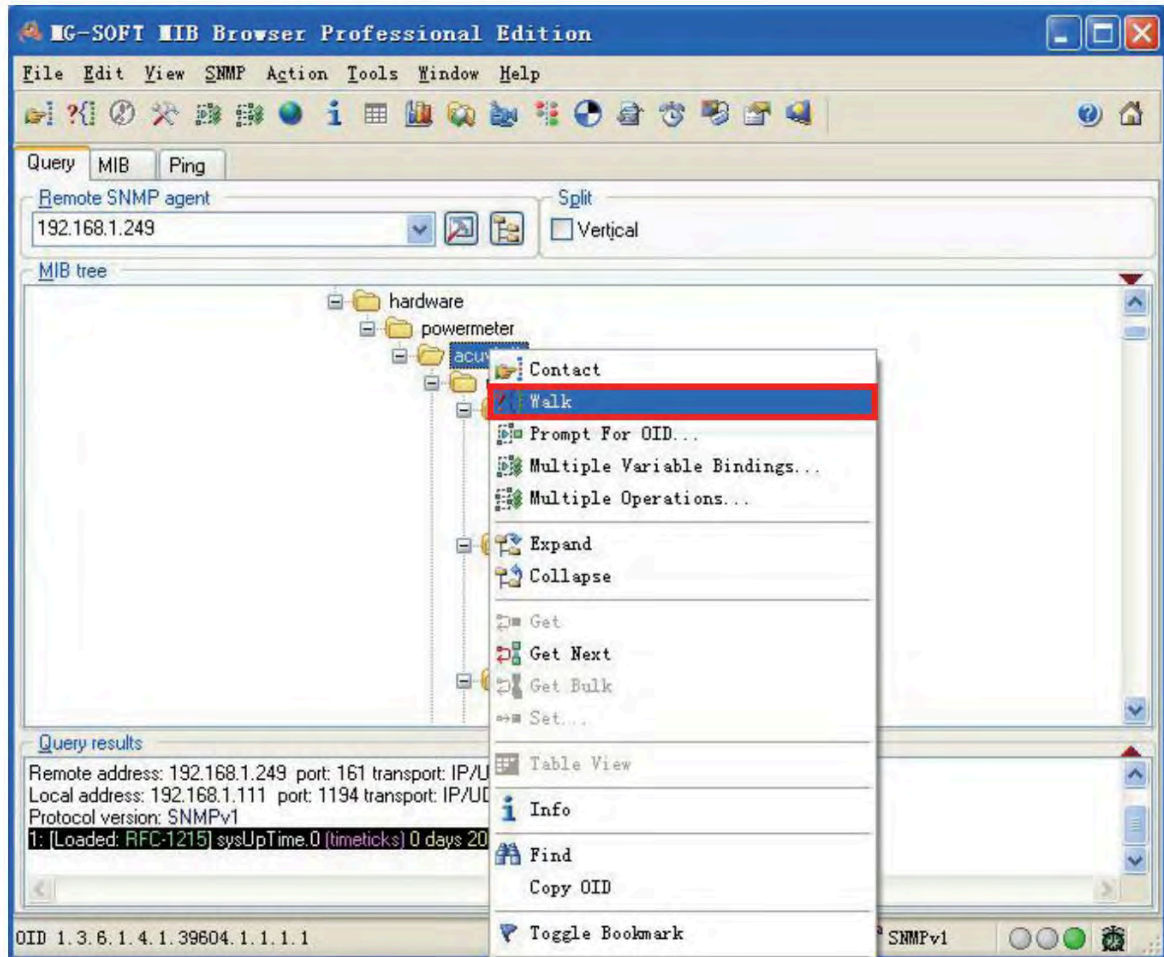 MG-SOFT MIB Browser Professional Edition
File Edit View SNMP Action Tools Window Help
Query MIB Ping
Remote SNMP agent
Split
192.168.1.249
Vertical
MIB tree
hardware
powermeter
Contact
Walk
Prompt For OID...
Multiple Variable Bindings...
Multiple Operations...
Expand
Collapse
Get
Get Next
Get Bulk
Set...
Table View
Info
Find
Copy OID
Toggle Bookmark
Query results
Remote address: 192.168.1.249 port: 161 transport: IP/U
Local address: 192.168.1.111 port: 1194 transport: IP/UD
Protocol version: SNMPv1
1: [Loaded: RFC-1215] sysUpTime.0 (timeticks) 0 days 20
OID 1.3.6.1.4.1.39604.1.1.1.1
SNMPv1